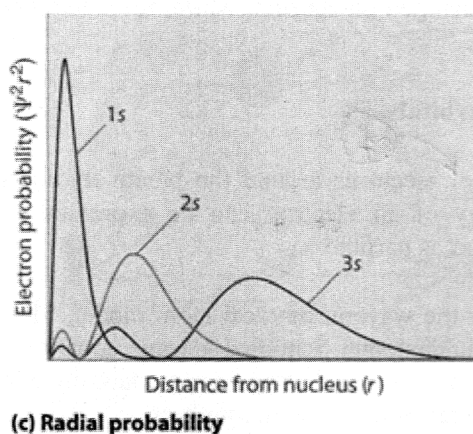 Electron probability (Ψ²r²)
1s
2s
3s
Distance from nucleus (r)
(c) Radial probability